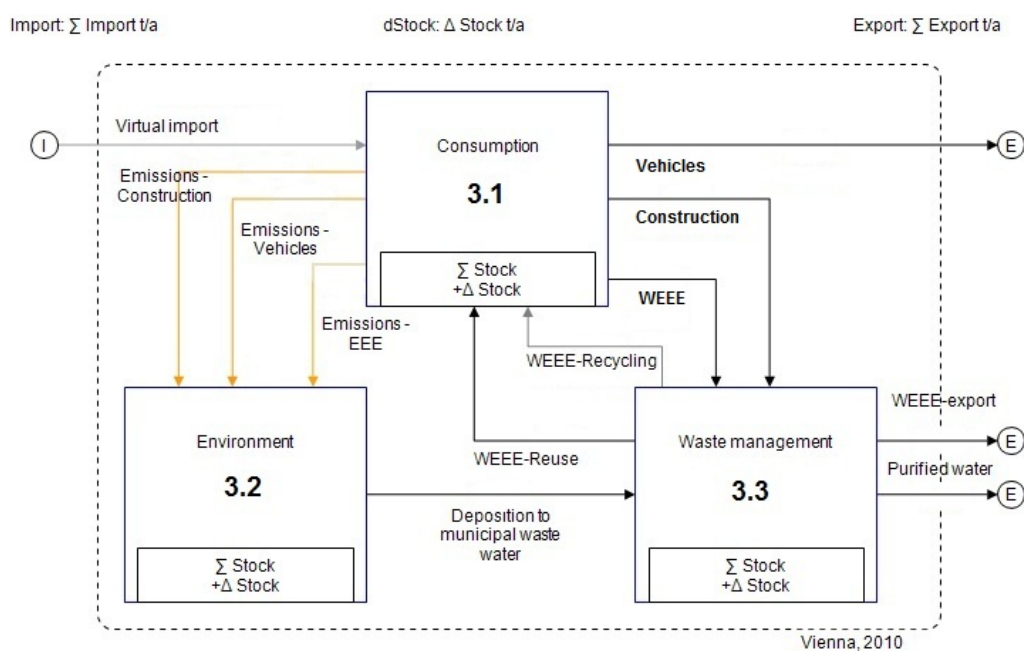 Import: ∑ Import t/a
dStock: Δ Stock t/a
Export: ∑ Export t/a
I
Virtual import
Consumption
3.1
∑ Stock
+Δ Stock
E
Vehicles
Construction
WEEE
Emissions -
Construction
Emissions -
Vehicles
Emissions -
EEE
WEEE-Recycling
WEEE-Reuse
Environment
3.2
∑ Stock
+Δ Stock
Deposition to
municipal waste
water
Waste management
3.3
∑ Stock
+Δ Stock
WEEE-export
E
Purified water
E
Vienna, 2010